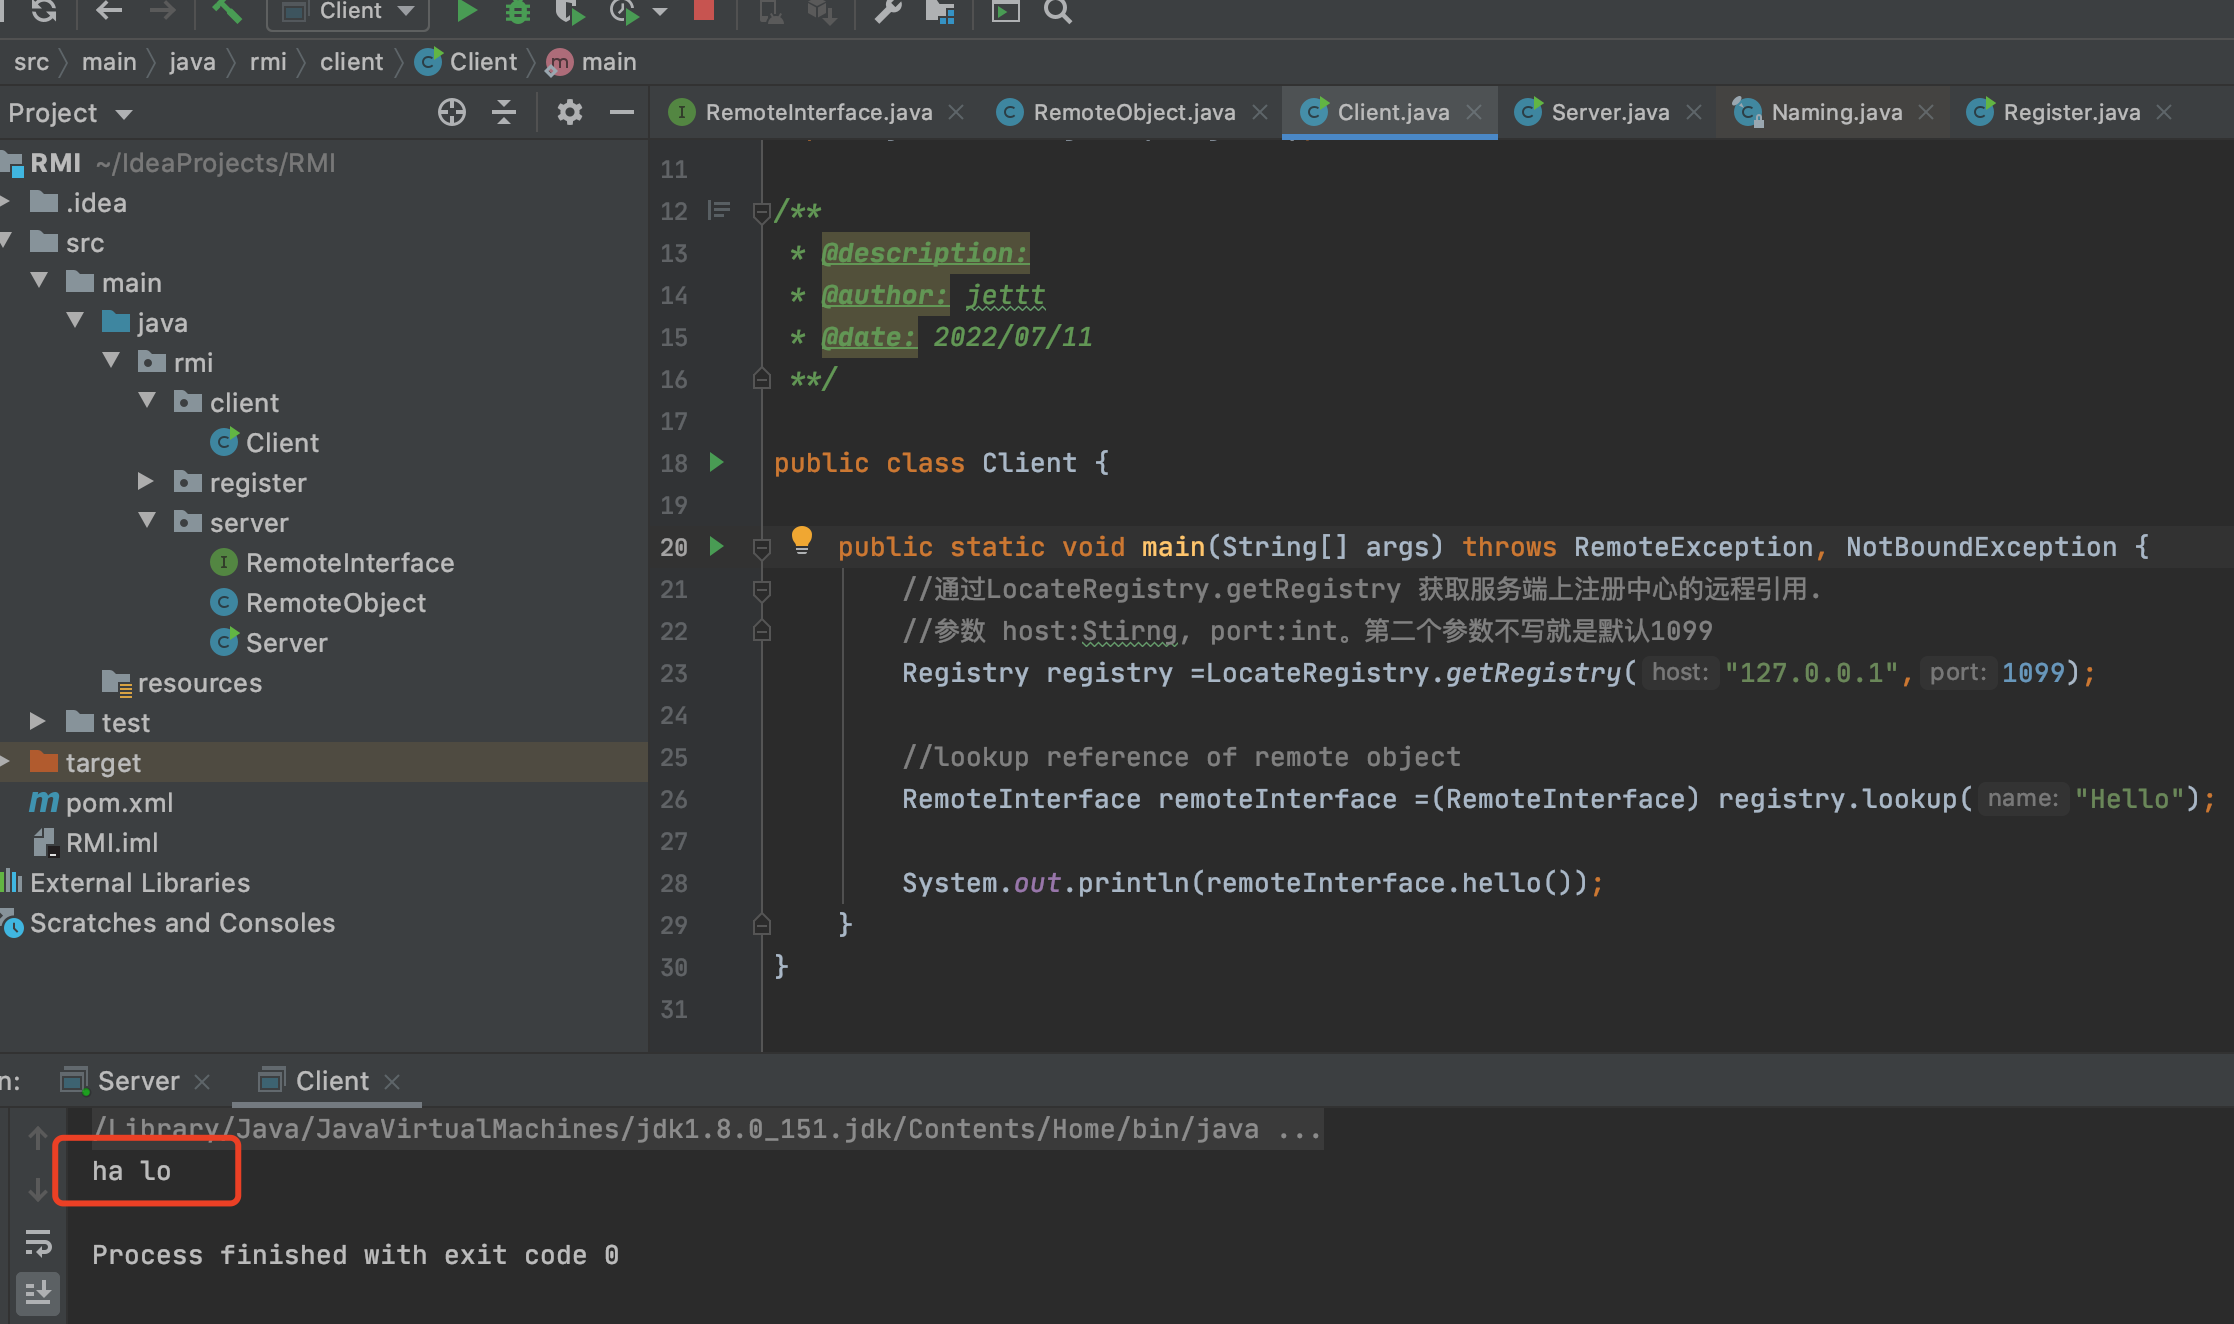 Client
src main java rmi client Client main
Project
RemoteInterface.java RemoteObject.java Client.java Server.java Naming.java Register.java
RMI ~/IdeaProjects/RMI
.idea
src
main
java
rmi
client
Client
register
server
RemoteInterface
RemoteObject
Server
resources
test
target
pom.xml
RMI.iml
External Libraries
Scratches and Consoles
11
12 /**
13 * @description:
14 * @author: jettt
15 * @date: 2022/07/11
16 **/
17
18 public class Client {
19
20 public static void main(String[] args) throws RemoteException, NotBoundException {
21 //通过LocateRegistry.getRegistry 获取服务端上注册中心的远程引用.
22 //参数 host:Stirng, port:int。第二个参数不写就是默认1099
23 Registry registry =LocateRegistry.getRegistry( host: "127.0.0.1", port: 1099);
24
25 //lookup reference of remote object
26 RemoteInterface remoteInterface =(RemoteInterface) registry.lookup( name: "Hello");
27
28 System.out.println(remoteInterface.hello());
29 }
30 }
31
n: Server Client
/Library/Java/JavaVirtualMachines/jdk1.8.0_151.jdk/Contents/Home/bin/java ...
ha lo
Process finished with exit code 0